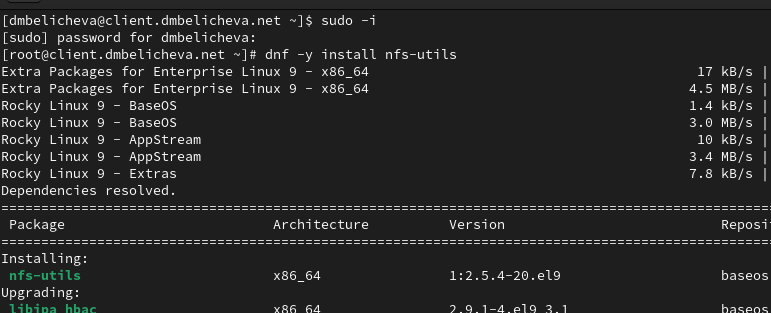 [dmbelicheva@client.dmbelicheva.net ~]$ sudo -i
[sudo] password for dmbelicheva:
[root@client.dmbelicheva.net ~]# dnf -y install nfs-utils
Extra Packages for Enterprise Linux 9 - x86_64 17 kB/s |
Extra Packages for Enterprise Linux 9 - x86_64 4.5 MB/s |
Rocky Linux 9 - BaseOS 1.4 kB/s |
Rocky Linux 9 - BaseOS 3.0 MB/s |
Rocky Linux 9 - AppStream 10 kB/s |
Rocky Linux 9 - AppStream 3.4 MB/s |
Rocky Linux 9 - Extras 7.8 kB/s |
Dependencies resolved.
================================================================================================
Package Architecture Version Reposi
================================================================================================
Installing:
nfs-utils x86_64 1:2.5.4-20.el9 baseos
Upgrading:
libipa_hbac x86_64 2.9.1-4.el9_3.1 baseos